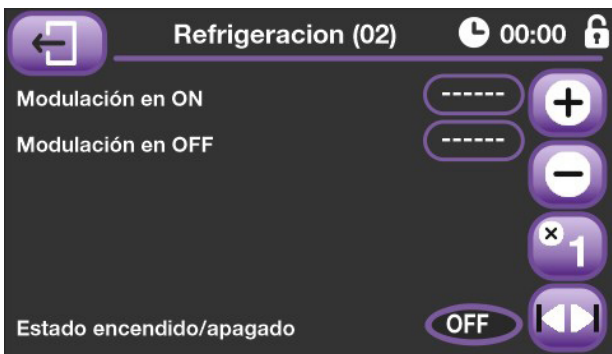 Refrigeracion (02) 00:00
Modulación en ON ------
Modulación en OFF ------
×1
Estado encendido/apagado OFF